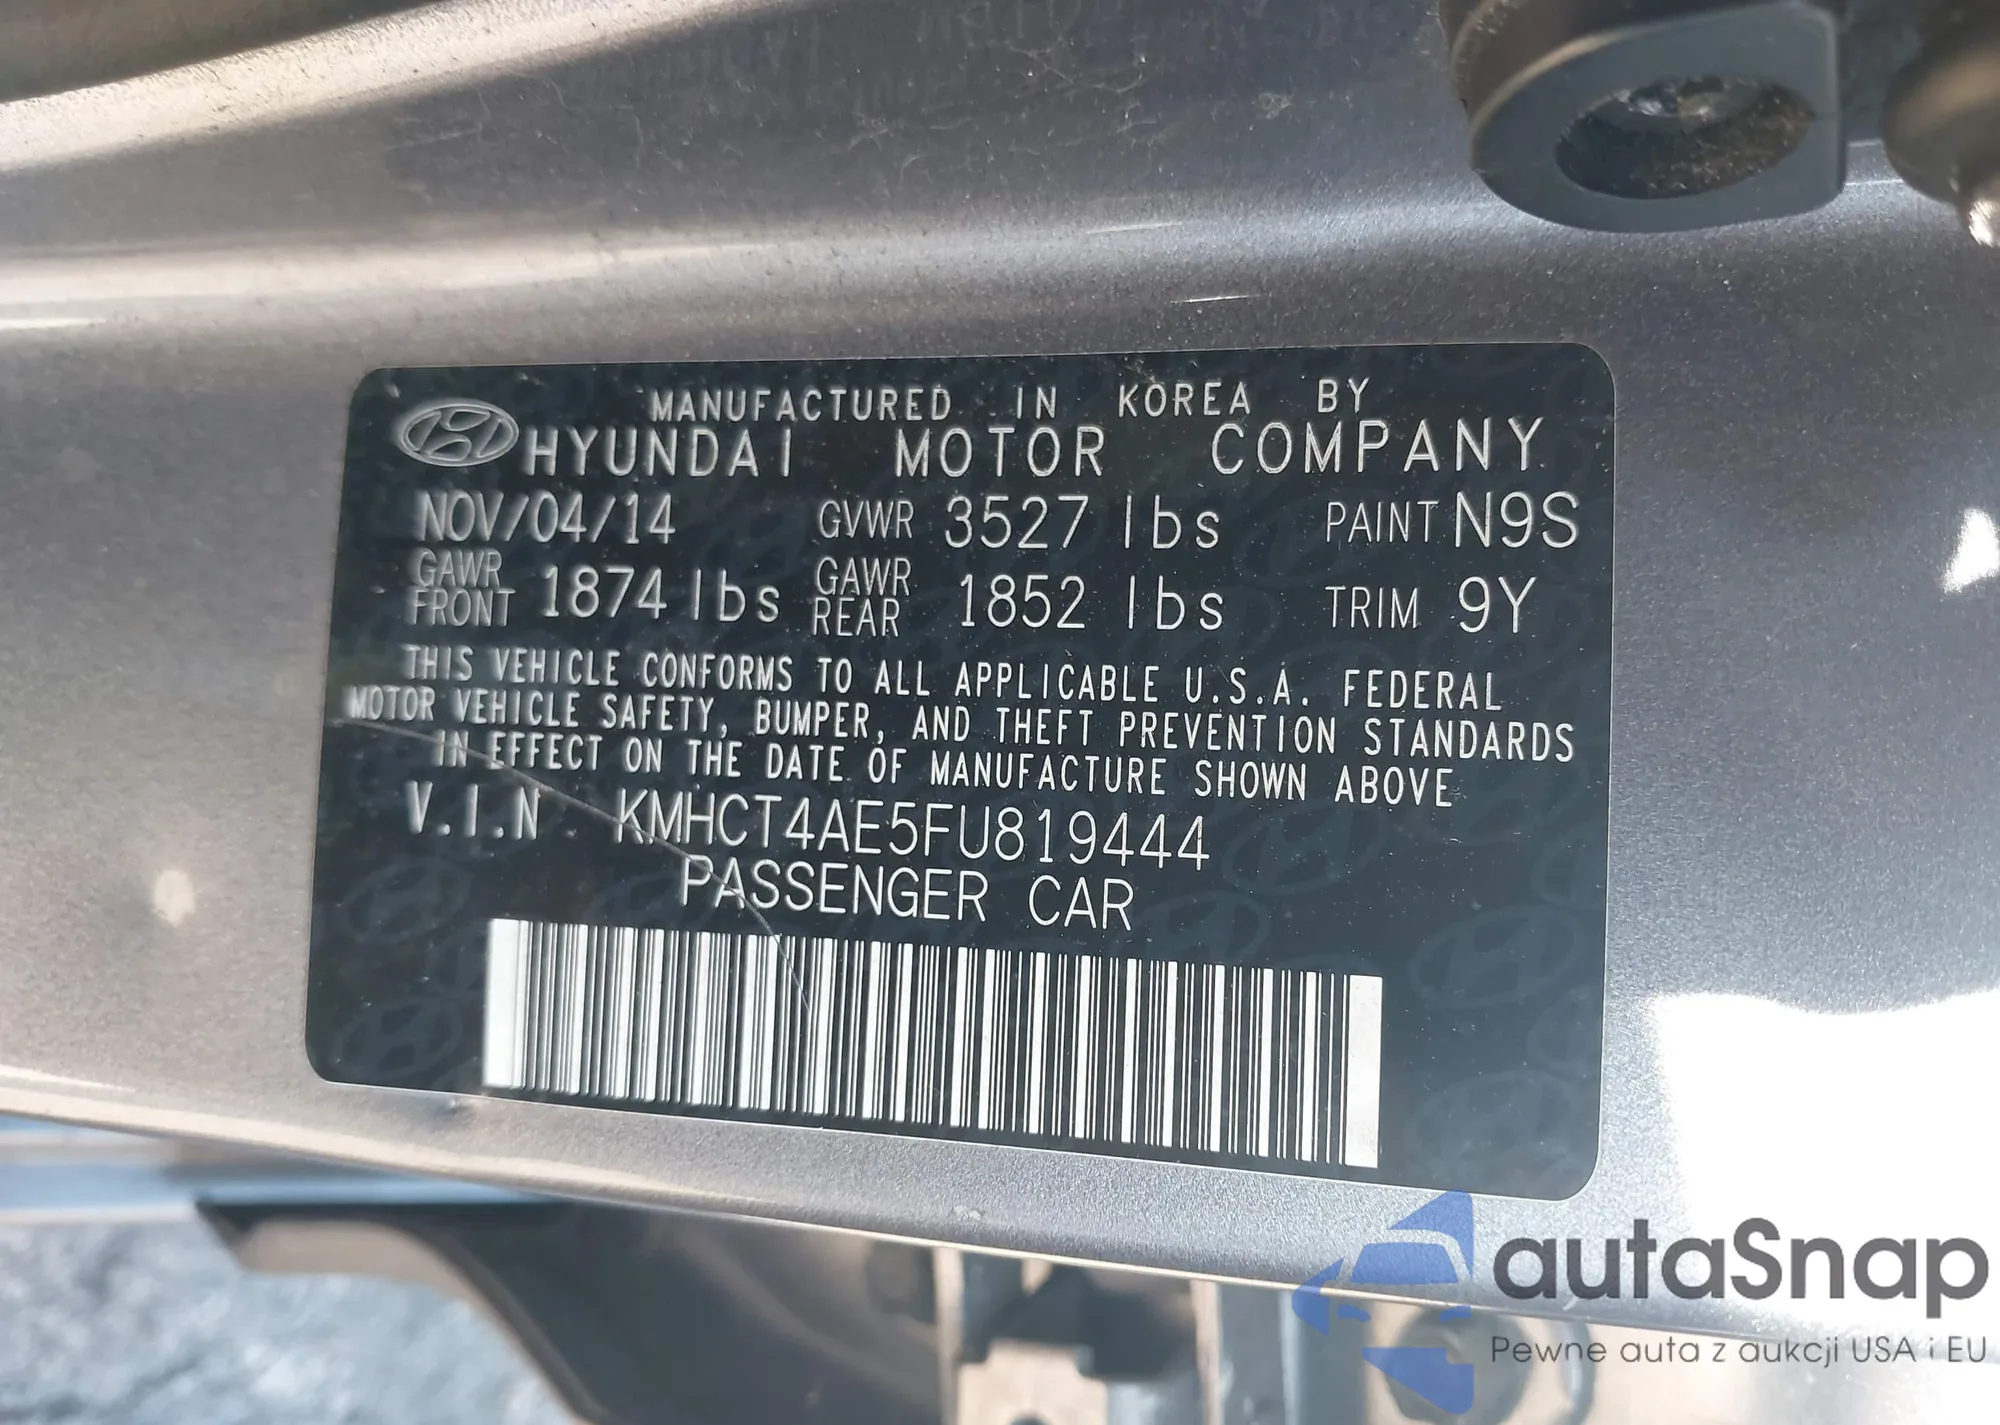 MANUFACTURED IN KOREA BY
HYUNDAI MOTOR COMPANY
NOV/04/14 GVWR 3527 lbs PAINT N9S
GAWR FRONT 1874 lbs GAWR REAR 1852 lbs TRIM 9Y
THIS VEHICLE CONFORMS TO ALL APPLICABLE U.S.A. FEDERAL
MOTOR VEHICLE SAFETY, BUMPER, AND THEFT PREVENTION STANDARDS
IN EFFECT ON THE DATE OF MANUFACTURE SHOWN ABOVE
V.I.N. KMHCT4AE5FU819444
PASSENGER CAR
autaSnap
Pewne auta z aukcji USA i EU